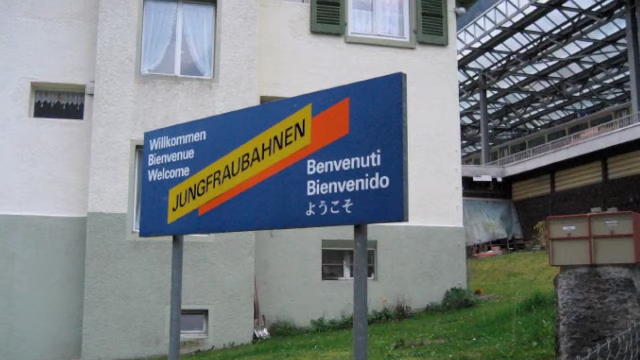 Willkommen
Bienvenue
Welcome
JUNGFRAUBAHNEN
Benvenuti
Bienvenido
ようこそ